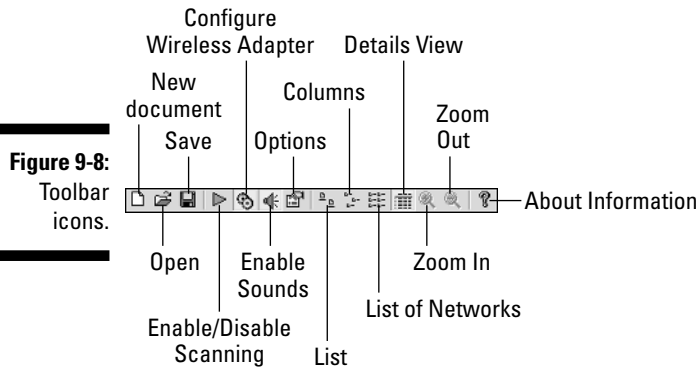 Configure
Wireless Adapter
Details View
New
document
Columns
Zoom
Out
Save
Options
Figure 9-8:
Toolbar
icons.
About Information
Open
Enable
Sounds
Zoom In
List of Networks
Enable/Disable
Scanning
List